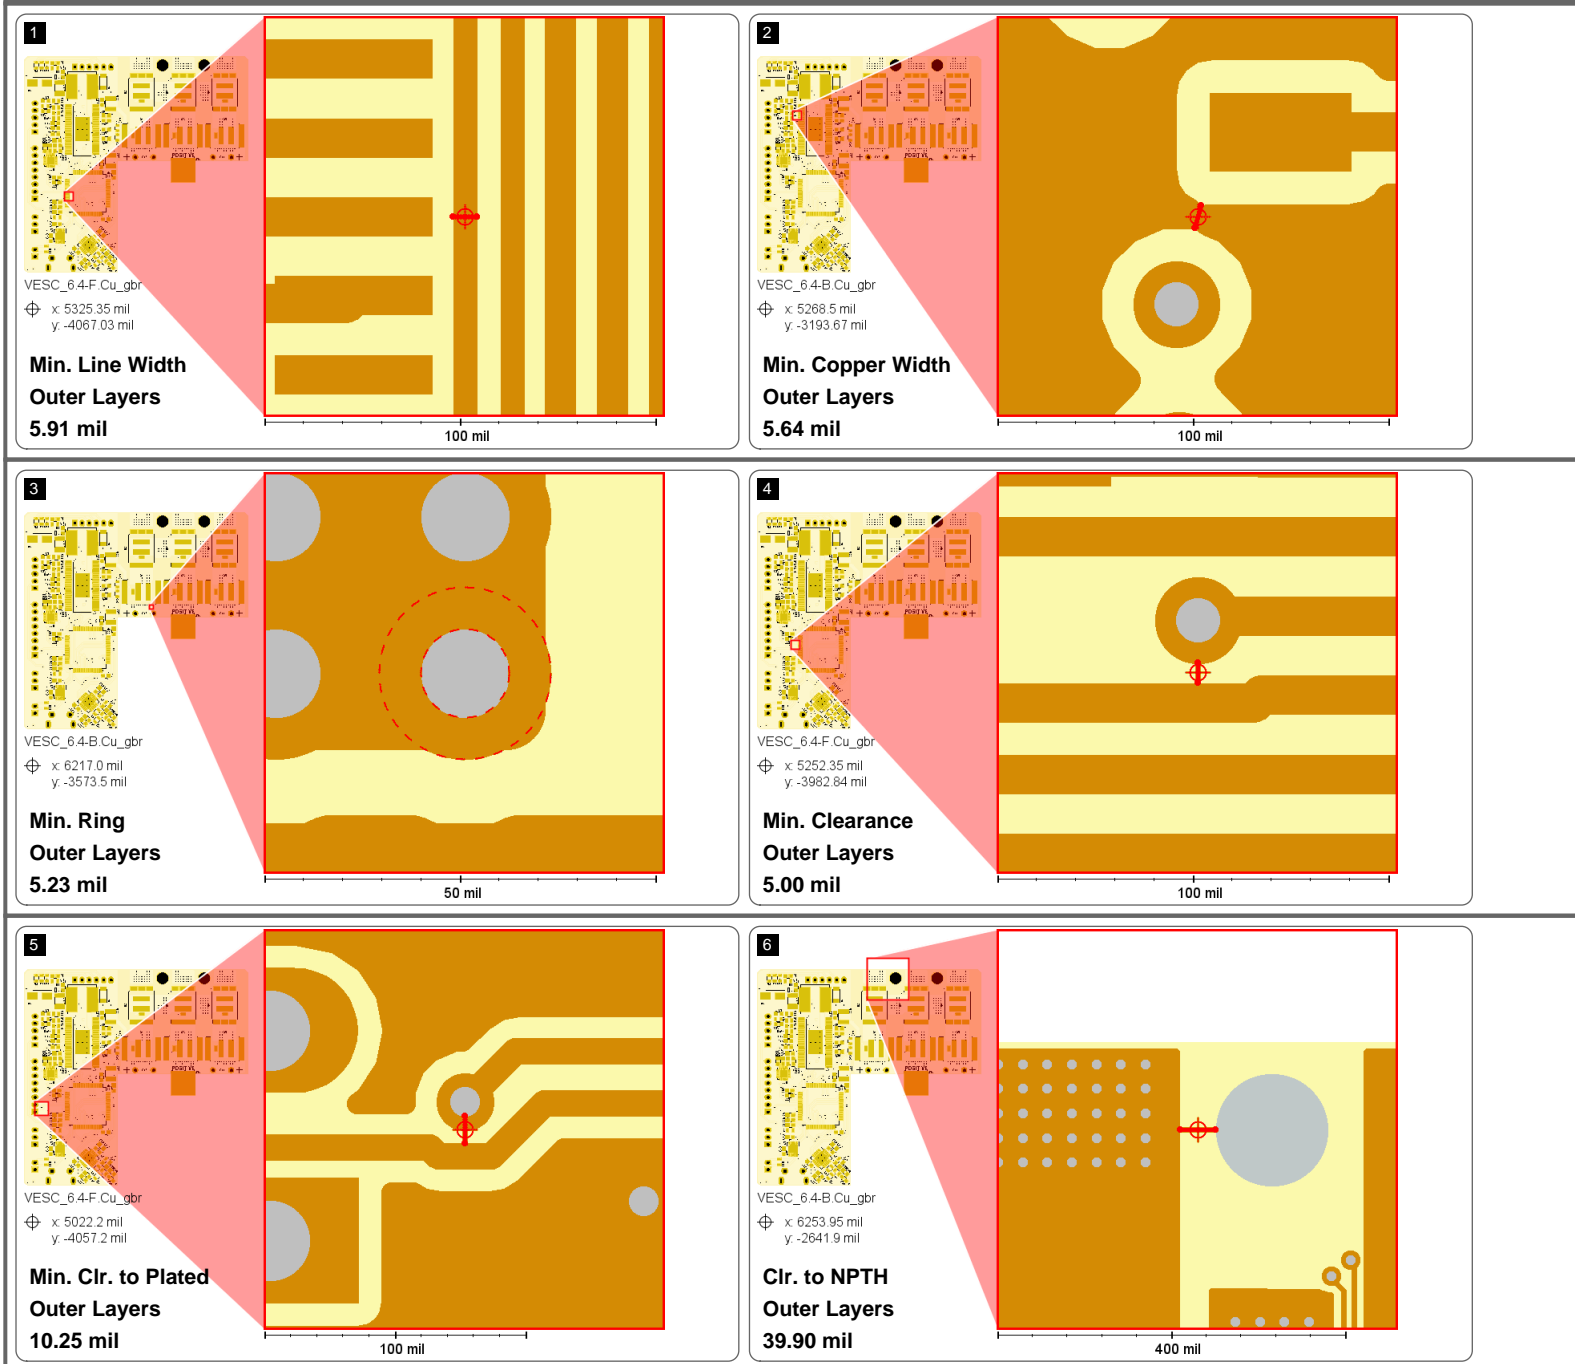 1
VESC_6.4-F.Cu_gbr
x: 5325.35 mil
y: -4067.03 mil
Min. Line Width
Outer Layers
5.91 mil
100 mil
2
VESC_6.4-B.Cu_gbr
x: 5268.5 mil
y: -3193.67 mil
Min. Copper Width
Outer Layers
5.64 mil
100 mil
3
VESC_6.4-B.Cu_gbr
x: 6217.0 mil
y: -3573.5 mil
Min. Ring
Outer Layers
5.23 mil
50 mil
4
VESC_6.4-F.Cu_gbr
x: 5252.35 mil
y: -3982.84 mil
Min. Clearance
Outer Layers
5.00 mil
100 mil
5
VESC_6.4-F.Cu_gbr
x: 5022.2 mil
y: -4057.2 mil
Min. Clr. to Plated
Outer Layers
10.25 mil
100 mil
6
VESC_6.4-B.Cu_gbr
x: 6253.95 mil
y: -2641.9 mil
Clr. to NPTH
Outer Layers
39.90 mil
400 mil